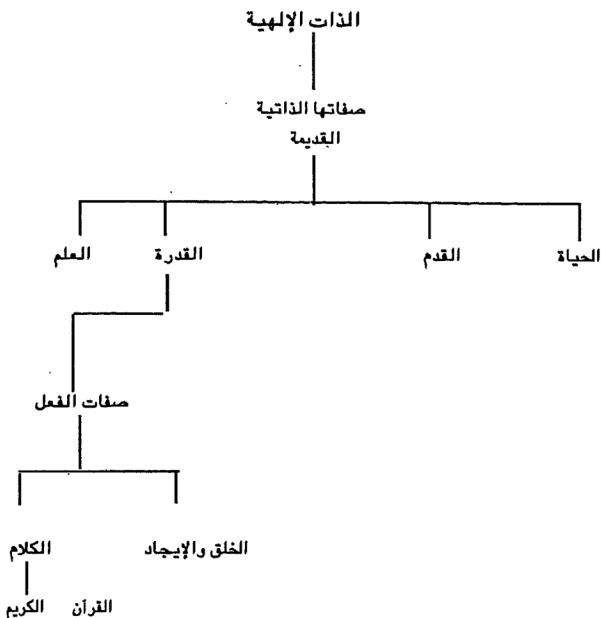 الذات الإلهية
صفاتها الذاتية
القديمة
الحياة القدم القدرة العلم
صفات الفعل
الخلق والإيجاد الكلام
القرآن الكريم